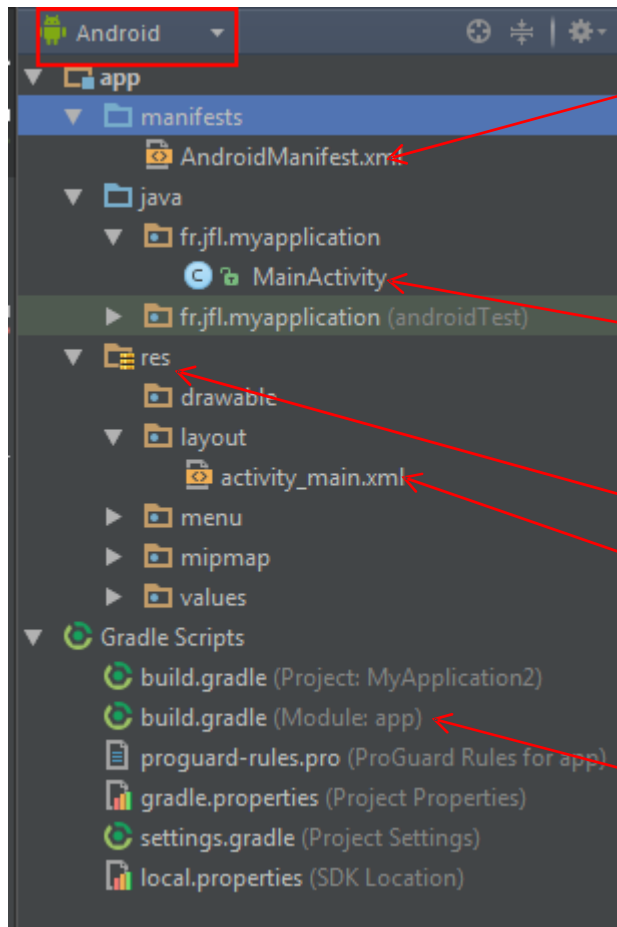 Android
app
manifests
AndroidManifest.xml
java
fr.jfl.myapplication
C MainActivity
fr.jfl.myapplication (androidTest)
res
drawable
layout
activity_main.xml
menu
mipmap
values
Gradle Scripts
build.gradle (Project: MyApplication2)
build.gradle (Module: app)
proguard-rules.pro (ProGuard Rules for app)
gradle.properties (Project Properties)
settings.gradle (Project Settings)
local.properties (SDK Location)